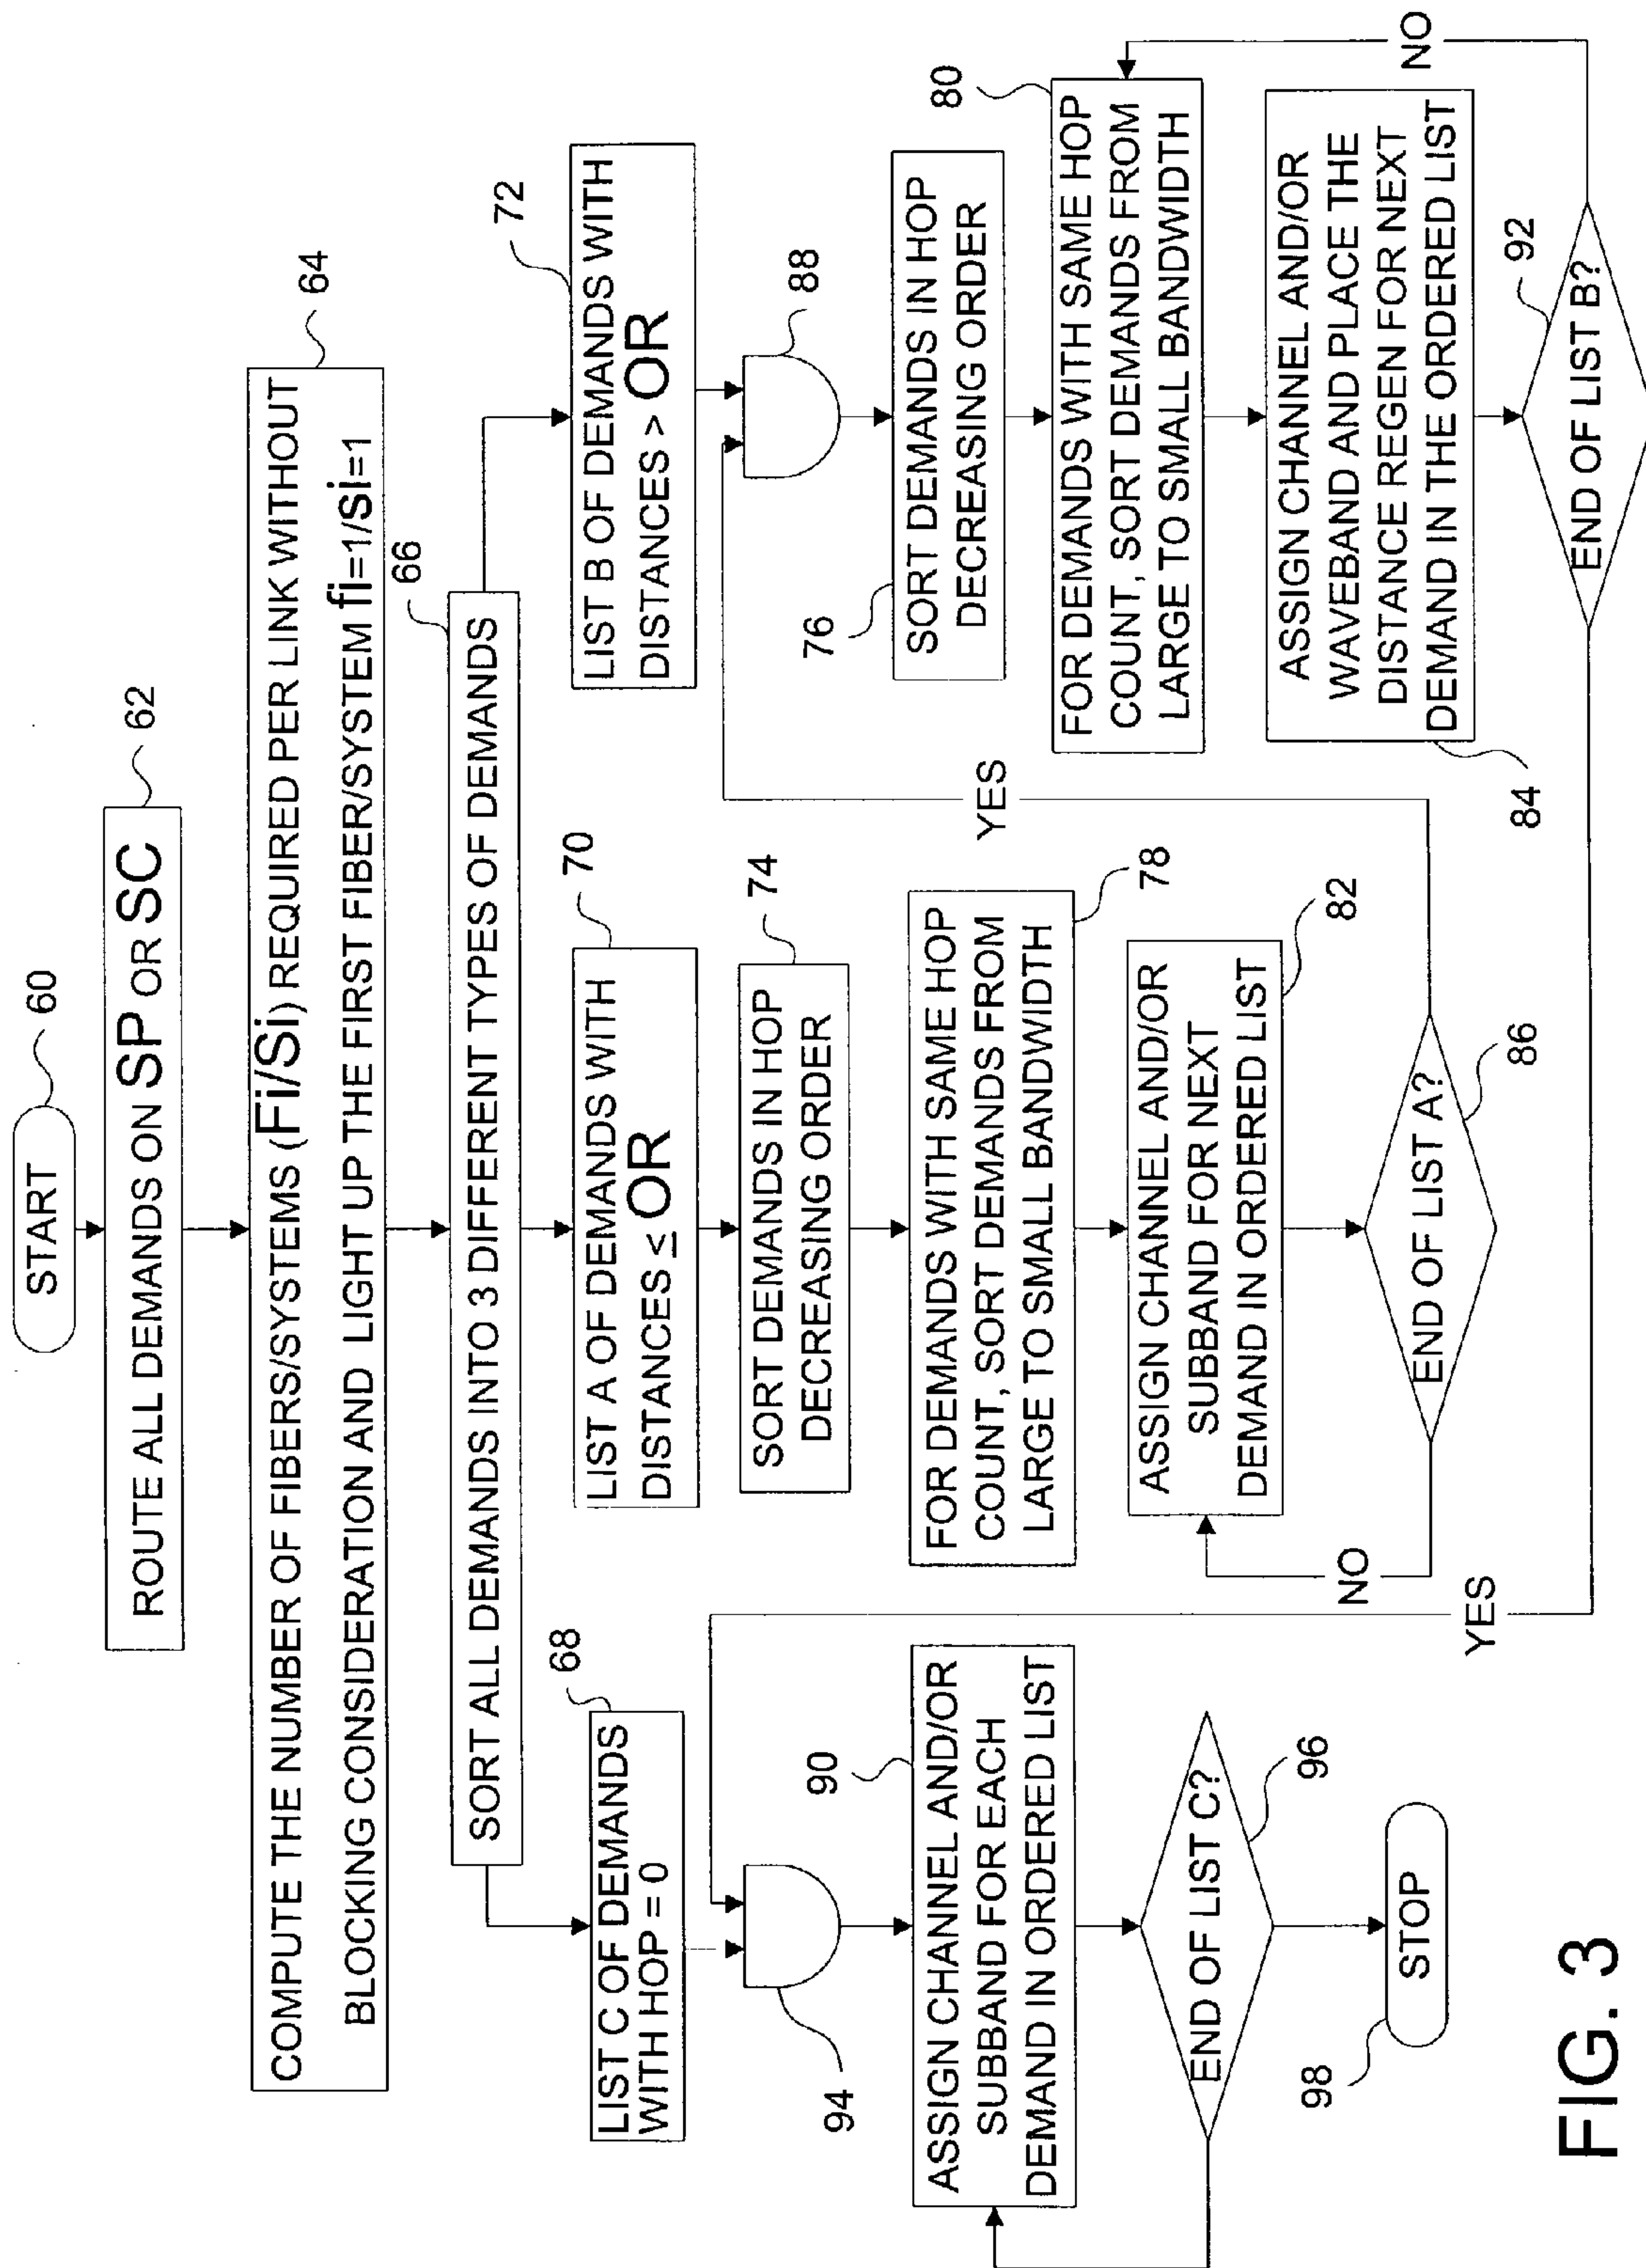 START
60
ROUTE ALL DEMANDS ON SP OR SC
62
COMPUTE THE NUMBER OF FIBERS/SYSTEMS (Fi/Si) REQUIRED PER LINK WITHOUT
BLOCKING CONSIDERATION AND LIGHT UP THE FIRST FIBER/SYSTEM fi=1/si=1
64
SORT ALL DEMANDS INTO 3 DIFFERENT TYPES OF DEMANDS
66
LIST C OF DEMANDS
WITH HOP = 0
68
LIST A OF DEMANDS WITH
DISTANCES ≤ OR
70
LIST B OF DEMANDS WITH
DISTANCES > OR
72
SORT DEMANDS IN HOP
DECREASING ORDER
74
88
SORT DEMANDS IN HOP
DECREASING ORDER
76
FOR DEMANDS WITH SAME HOP
COUNT, SORT DEMANDS FROM
LARGE TO SMALL BANDWIDTH
78
FOR DEMANDS WITH SAME HOP
COUNT, SORT DEMANDS FROM
LARGE TO SMALL BANDWIDTH
80
ASSIGN CHANNEL AND/OR
SUBBAND FOR NEXT
DEMAND IN ORDERED LIST
82
ASSIGN CHANNEL AND/OR
WAVEBAND AND PLACE THE
DISTANCE REGEN FOR NEXT
DEMAND IN THE ORDERED LIST
84
END OF LIST A?
86
NO
YES
END OF LIST B?
92
NO
YES
94
ASSIGN CHANNEL AND/OR
SUBBAND FOR EACH
DEMAND IN ORDERED LIST
90
END OF LIST C?
96
STOP
98
FIG. 3